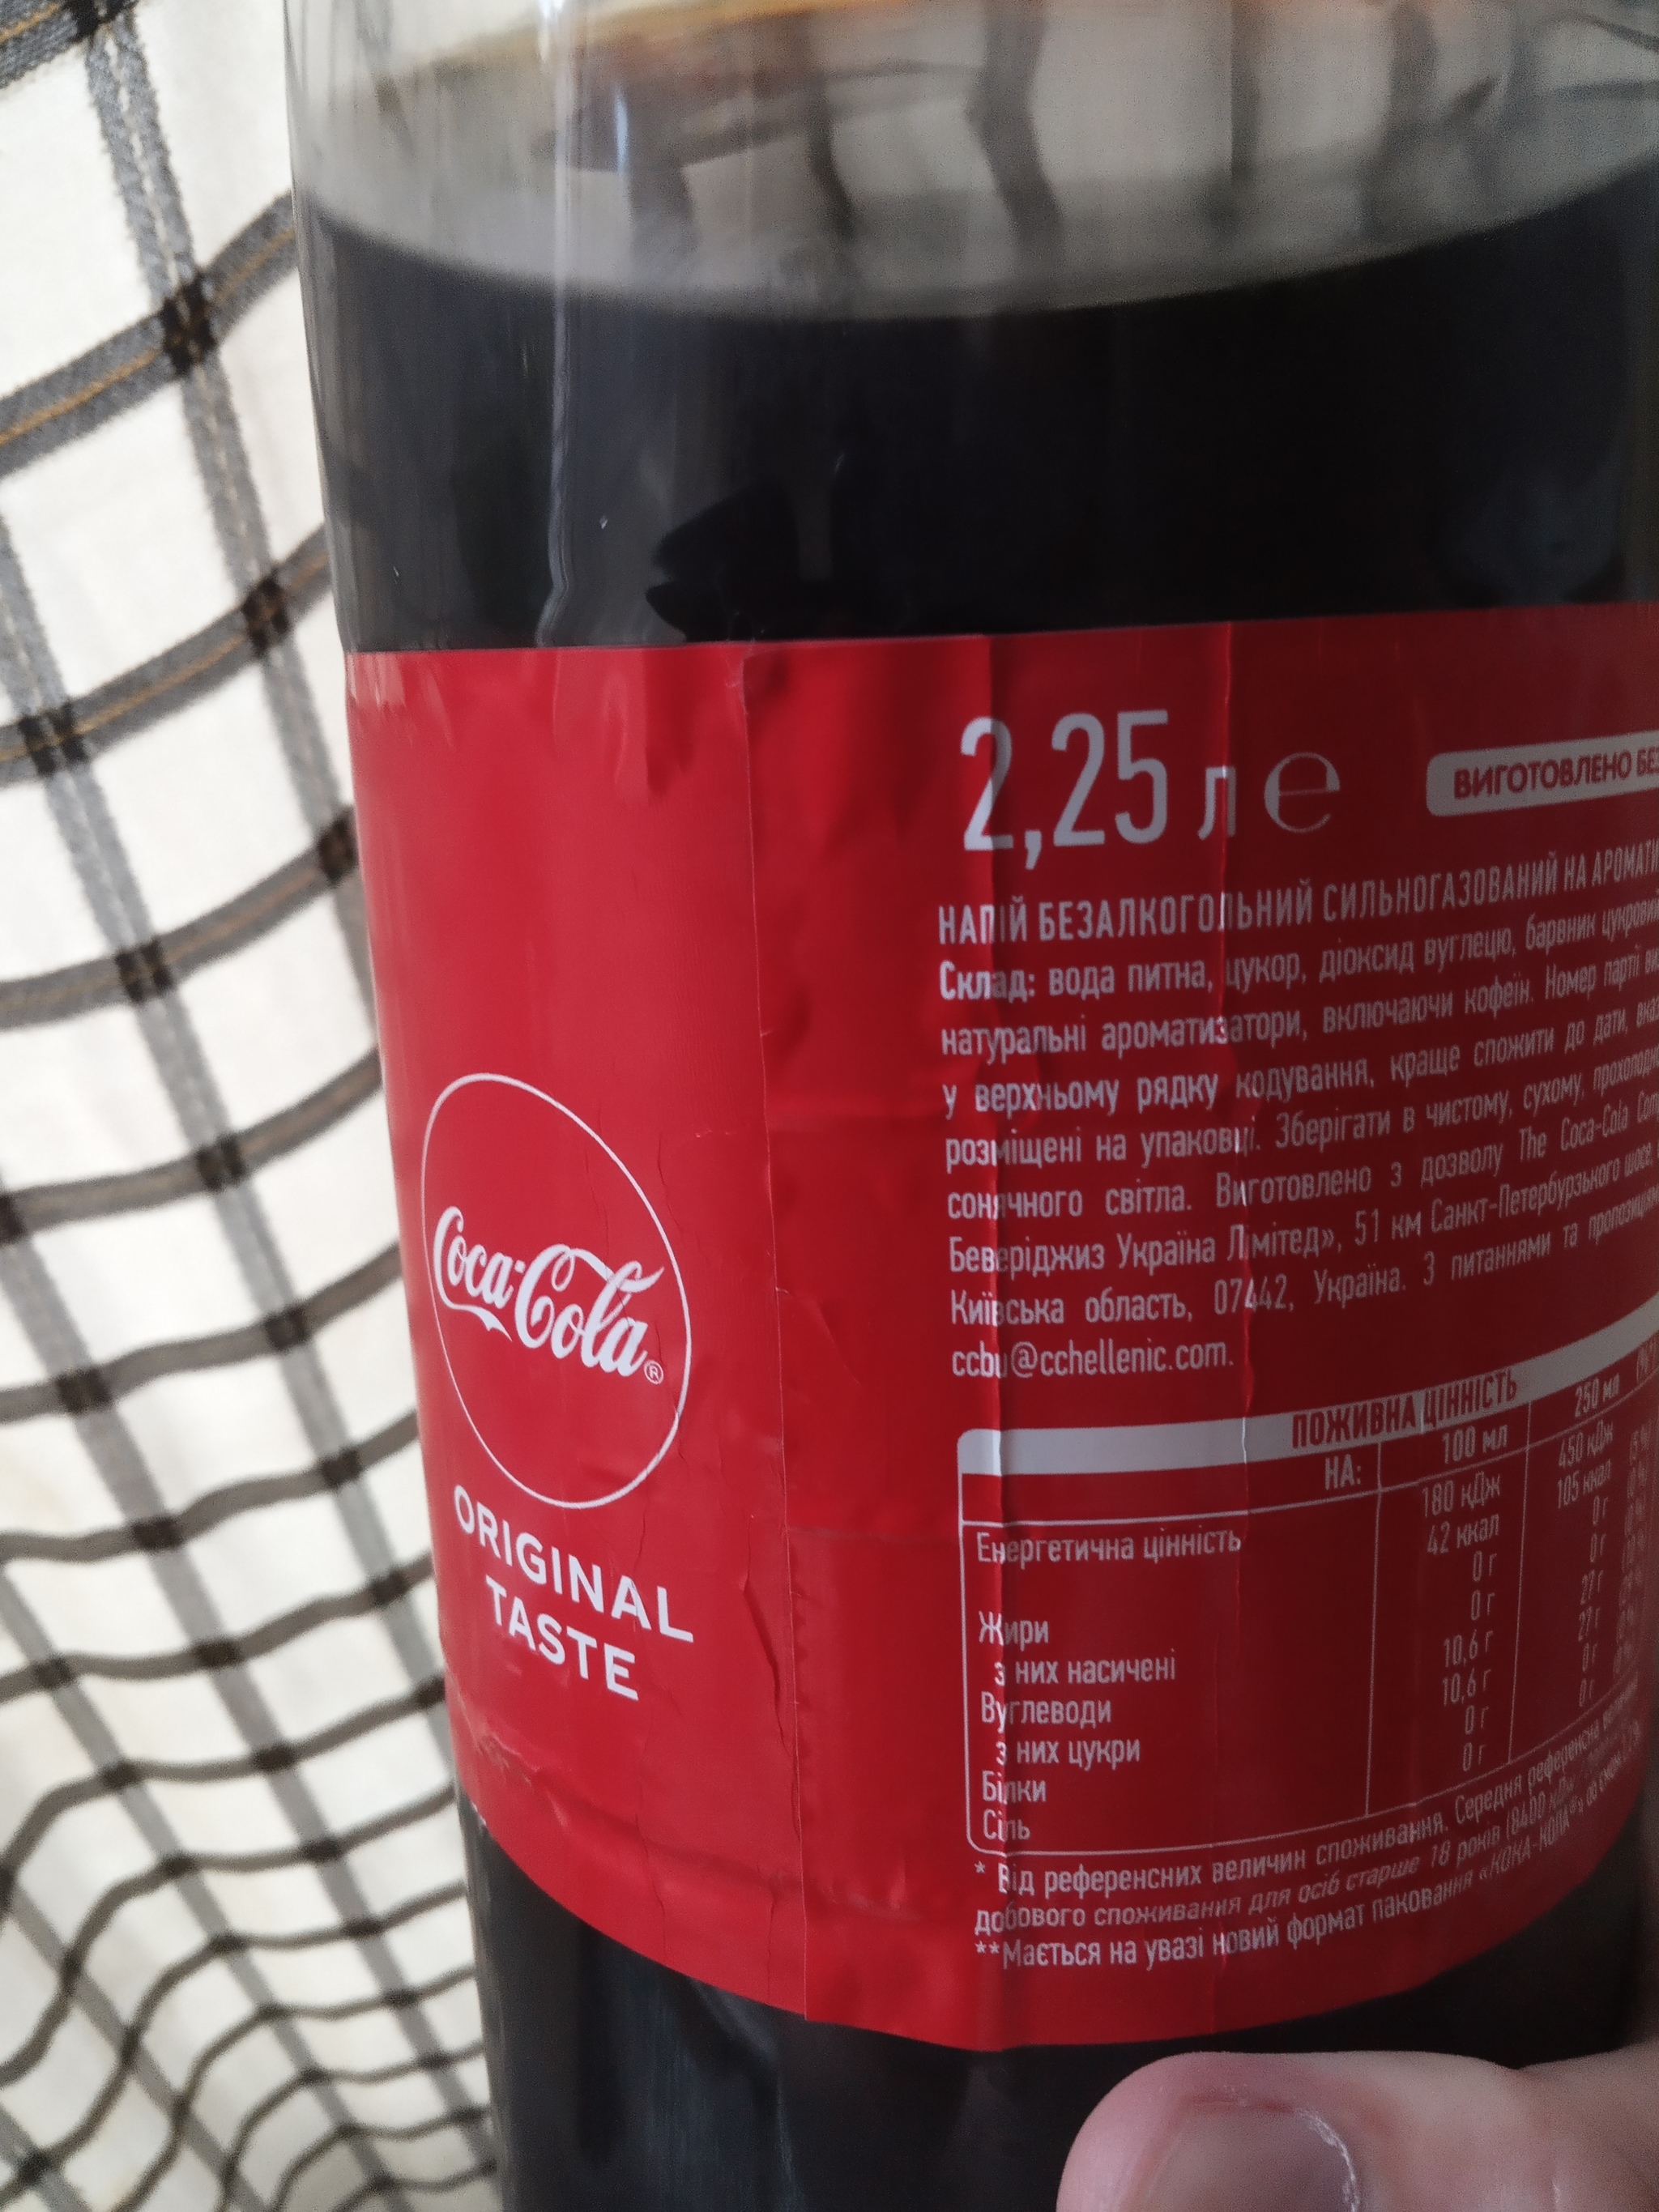 Coca-Cola®
ORIGINAL
TASTE
2,25 л е
ВИГОТОВЛЕНО
НАПІЙ БЕЗАЛКОГОЛЬНИЙ СИЛЬНОГАЗОВАНИЙ НА
Склад: вода питна, цукор, діоксид вуглецю, барвник цукровий
натуральні ароматизатори, включаючи кофеїн. Номер партії
у верхньому рядку кодування, краще спожити до дати,
розміщені на упаковці. Зберігати в чистому, сухому,
сонячного світла. Виготовлено з дозволу The Coca-Cola
Беверіджиз Україна Лімітед», 51 км Санкт-Петербурзького шосе,
Київська область, 07442, Україна. З питаннями та
ccbu@cchellenic.com.
ПОЖИВНА ЦІННІСТЬ
НА: 100 мл 250 мл
Енергетична цінність 180 кДж 450 кДж
42 ккал 105 ккал
Жири 0 г 0 г
з них насичені 0 г 0 г
Вуглеводи 10,6 г 27 г
з них цукри 10,6 г 27 г
Білки 0 г 0 г
Сіль 0 г 0 г
* Від референсних величин споживання. Середня референсна
добового споживання для осіб старше 18 років (8400 кДж
**Мається на увазі новий формат паковання «КОКА-КОЛА®»